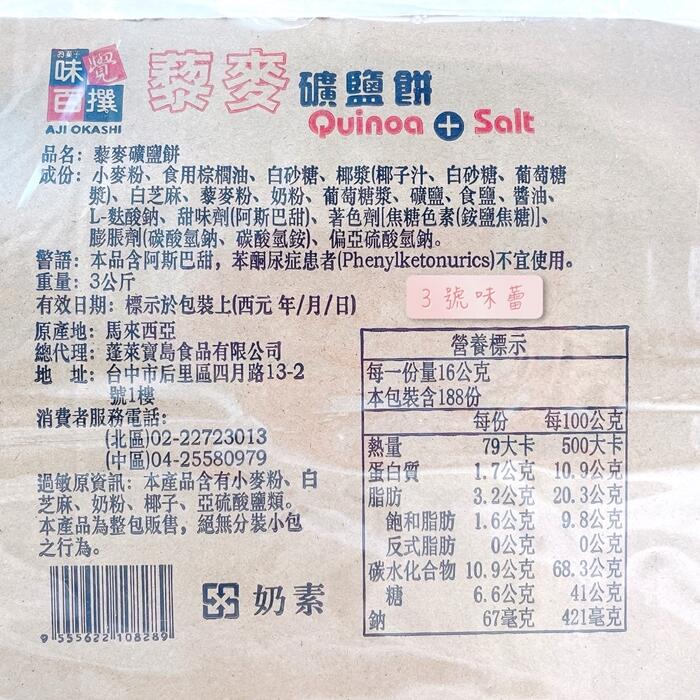 お菓子
味覺
百撰
AJI OKASHI
藜麥礦鹽餅
Quinoa + Salt
品名：藜麥礦鹽餅
成份：小麥粉、食用棕櫚油、白砂糖、椰漿(椰子汁、白砂糖、葡萄糖
漿)、白芝麻、藜麥粉、奶粉、葡萄糖漿、礦鹽、食鹽、醬油、
L-麩酸鈉、甜味劑(阿斯巴甜)、著色劑[焦糖色素(銨鹽焦糖)]、
膨脹劑(碳酸氫鈉、碳酸氫銨)、偏亞硫酸氫鈉。
警語：本品含阿斯巴甜，苯酮尿症患者(Phenylketonurics)不宜使用。
重量：3公斤
有效日期：標示於包裝上(西元 年/月/日)
3號味蕾
原產地：馬來西亞
總代理：蓬萊寶島食品有限公司
地 址：台中市后里區四月路13-2
號1樓
消費者服務電話：
(北區)02-22723013
(中區)04-25580979
過敏原資訊：本產品含有小麥粉、白
芝麻、奶粉、椰子、亞硫酸鹽類。
本產品為整包販售，絕無分裝小包
之行為。
9 555622 108289
奶素
營養標示
每一份量16公克
本包裝含188份
每份 每100公克
熱量 79大卡 500大卡
蛋白質 1.7公克 10.9公克
脂肪 3.2公克 20.3公克
飽和脂肪 1.6公克 9.8公克
反式脂肪 0公克 0公克
碳水化合物 10.9公克 68.3公克
糖 6.6公克 41公克
鈉 67毫克 421毫克